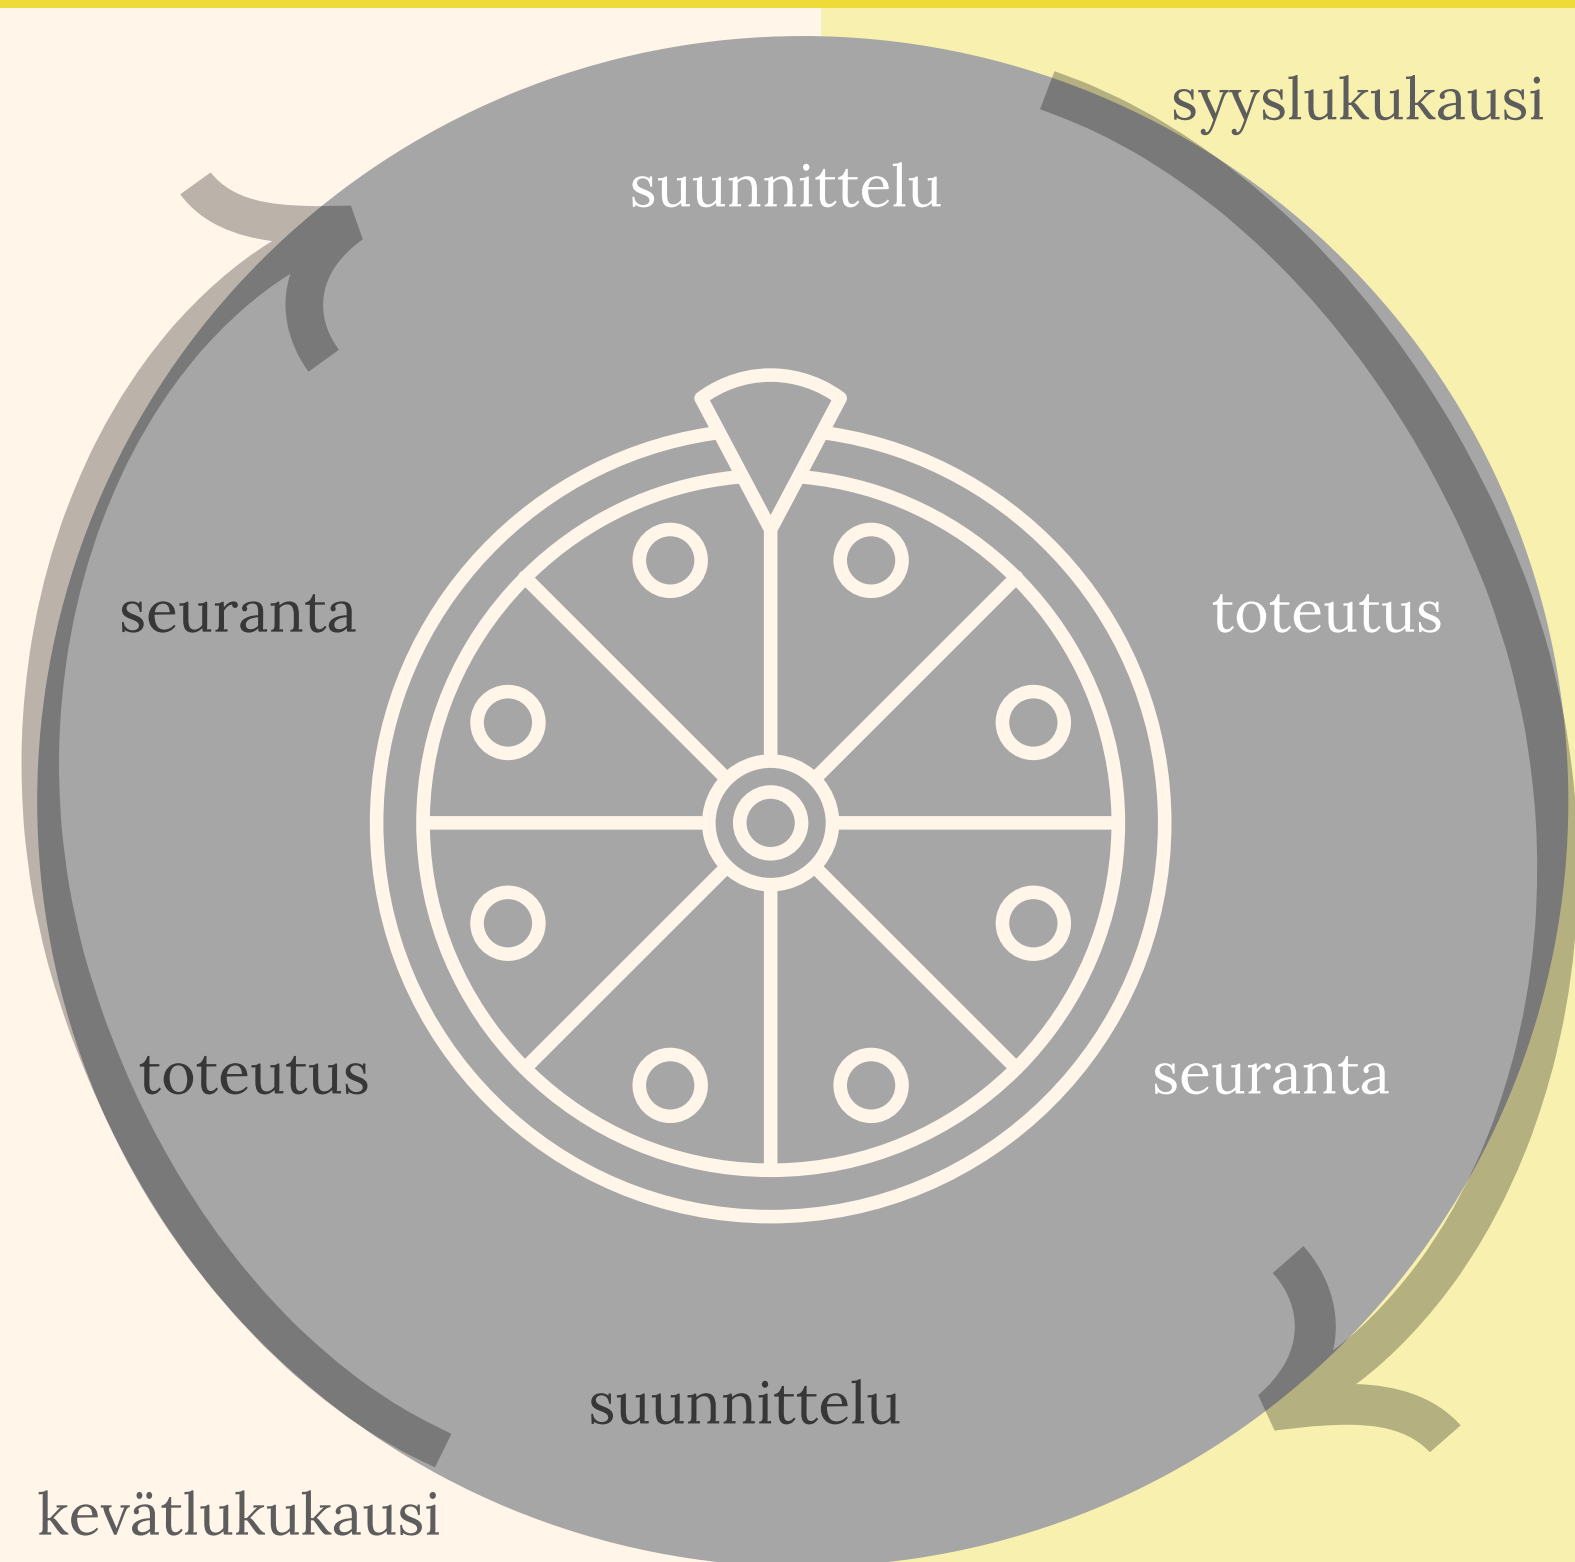 syyslukukausi
suunnittelu
seuranta
toteutus
toteutus
seuranta
suunnittelu
kevätlukukausi